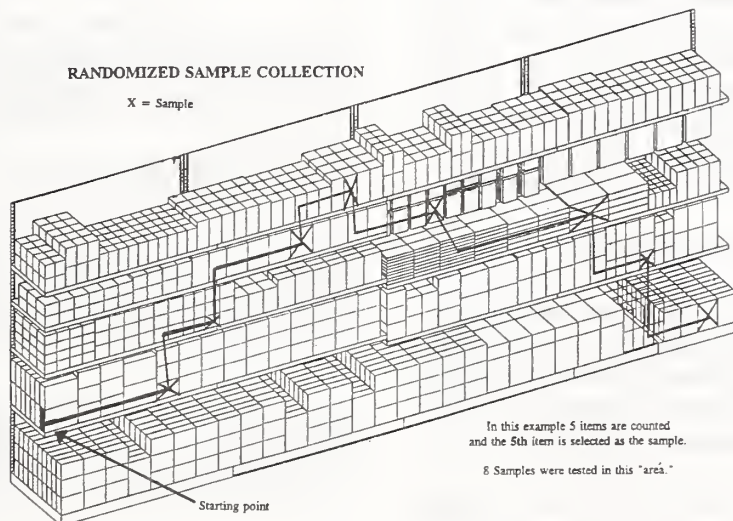 RANDOMIZED SAMPLE COLLECTION
X = Sample
In this example 5 items are counted
and the 5th item is selected as the sample.
8 Samples were tested in this "area."
Starting point